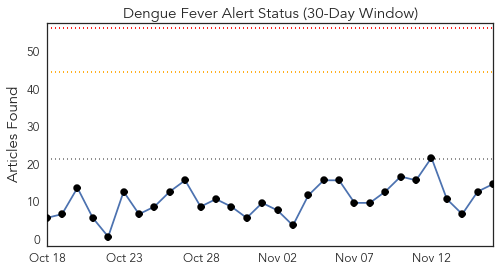 Dengue Fever Alert Status (30-Day Window)
Articles Found
50
40
30
20
10
0
Oct 18 Oct 23 Oct 28 Nov 02 Nov 07 Nov 12